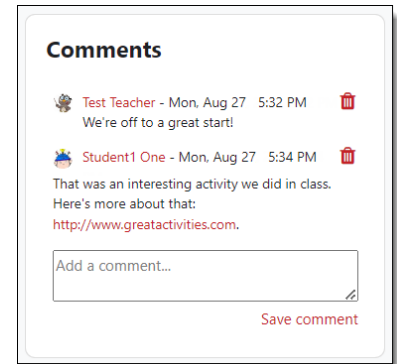 Comments
Test Teacher - Mon, Aug 27 5:32 PM
We're off to a great start!
Student1 One - Mon, Aug 27 5:34 PM
That was an interesting activity we did in class.
Here's more about that:
http://www.greatactivities.com.
Add a comment...
Save comment